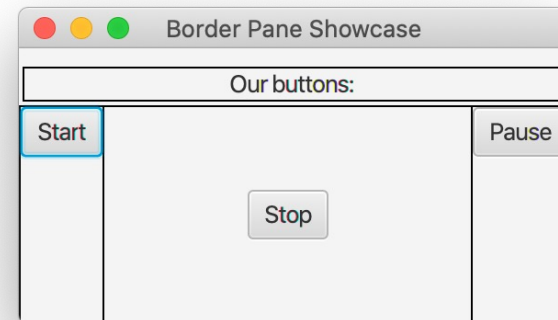 Border Pane Showcase
Our buttons:
Start
Pause
Stop